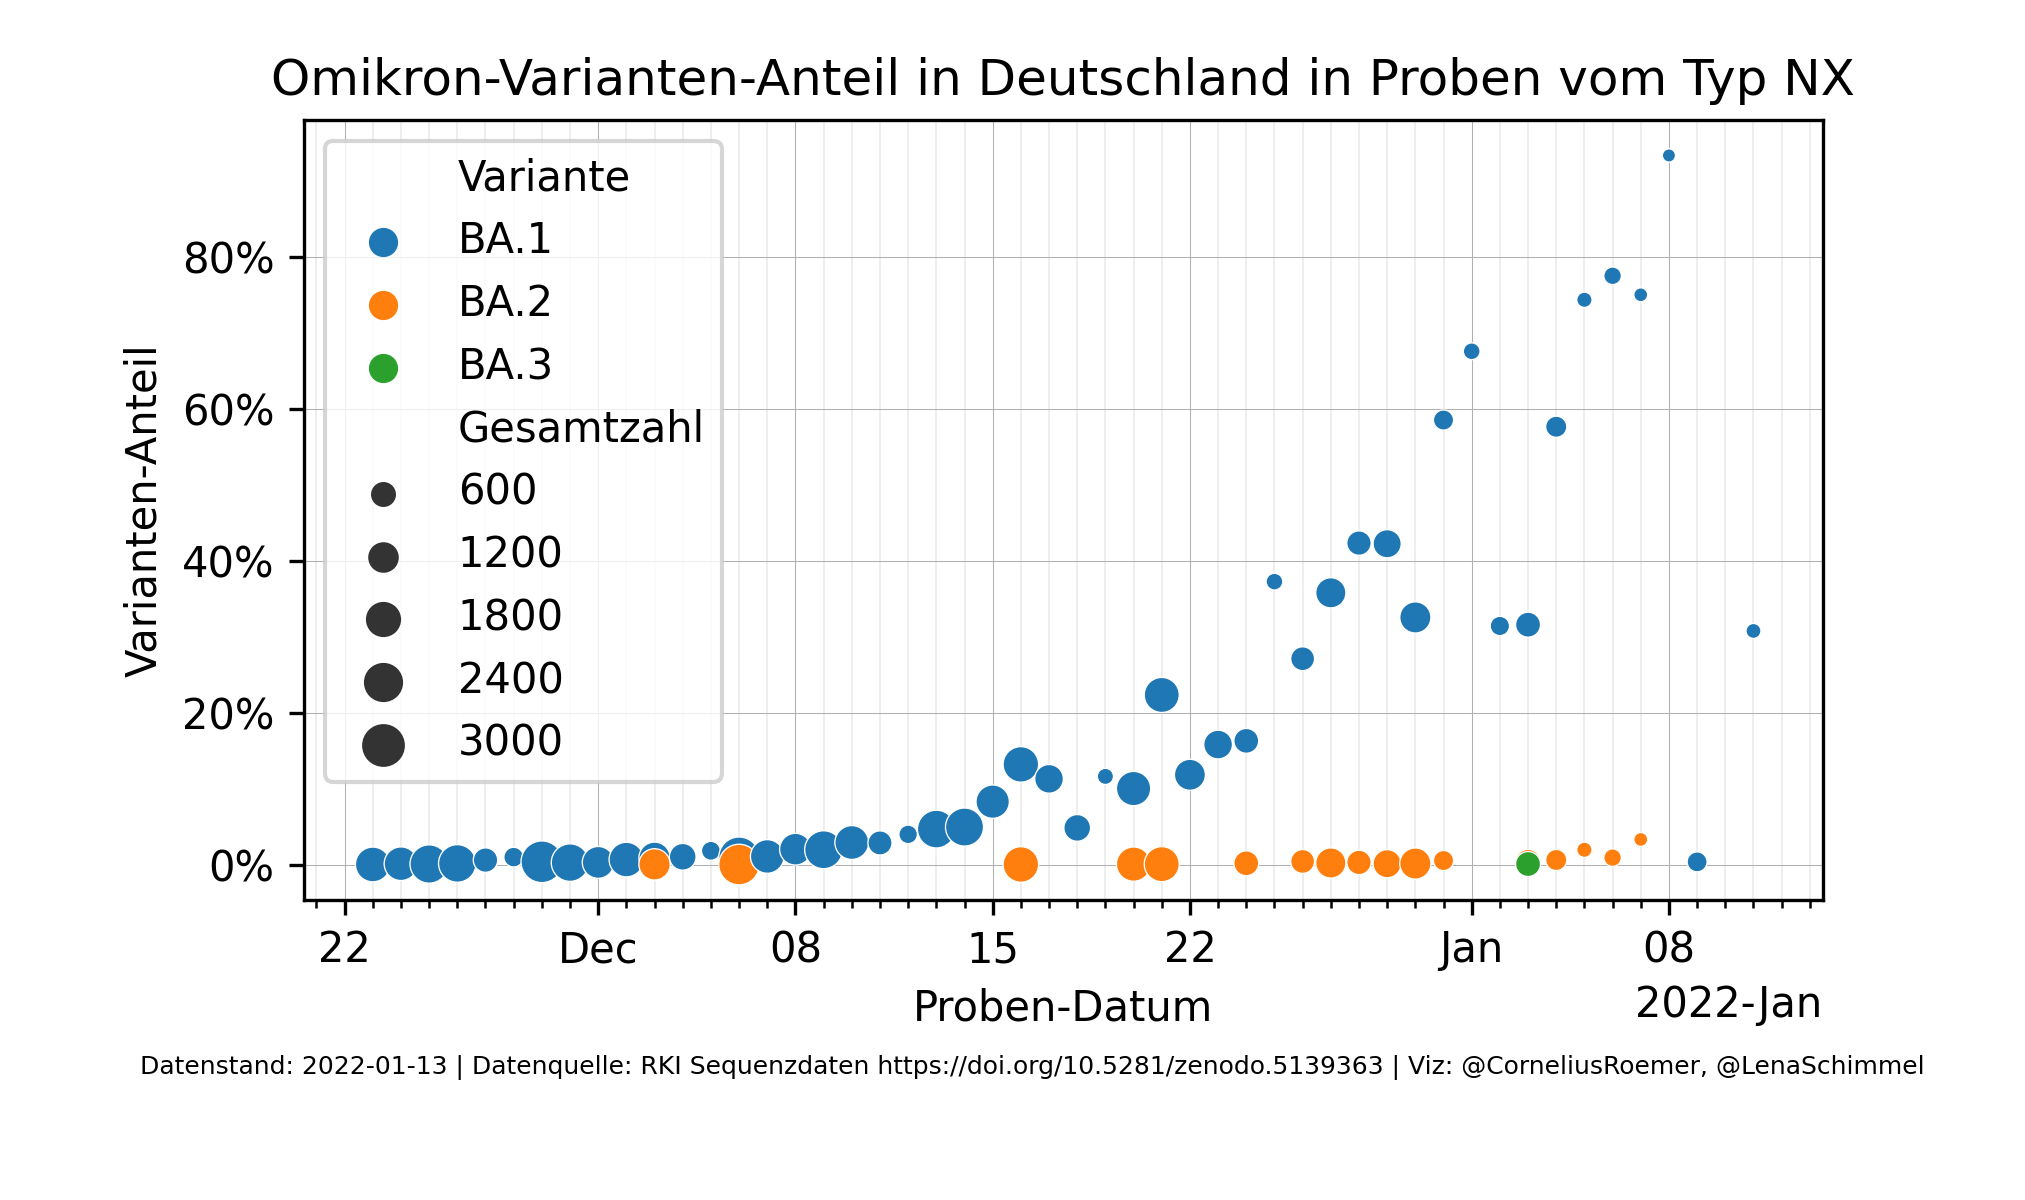 Omikron-Varianten-Anteil in Deutschland in Proben vom Typ NX
Variante
BA.1
BA.2
BA.3
Gesamtzahl
600
1200
1800
2400
3000
Varianten-Anteil
80%
60%
40%
20%
0%
22 Dec 08 15 22 Jan 08
Proben-Datum
2022-Jan
Datenstand: 2022-01-13 | Datenquelle: RKI Sequenzdaten https://doi.org/10.5281/zenodo.5139363 | Viz: @CorneliusRoemer, @LenaSchimmel